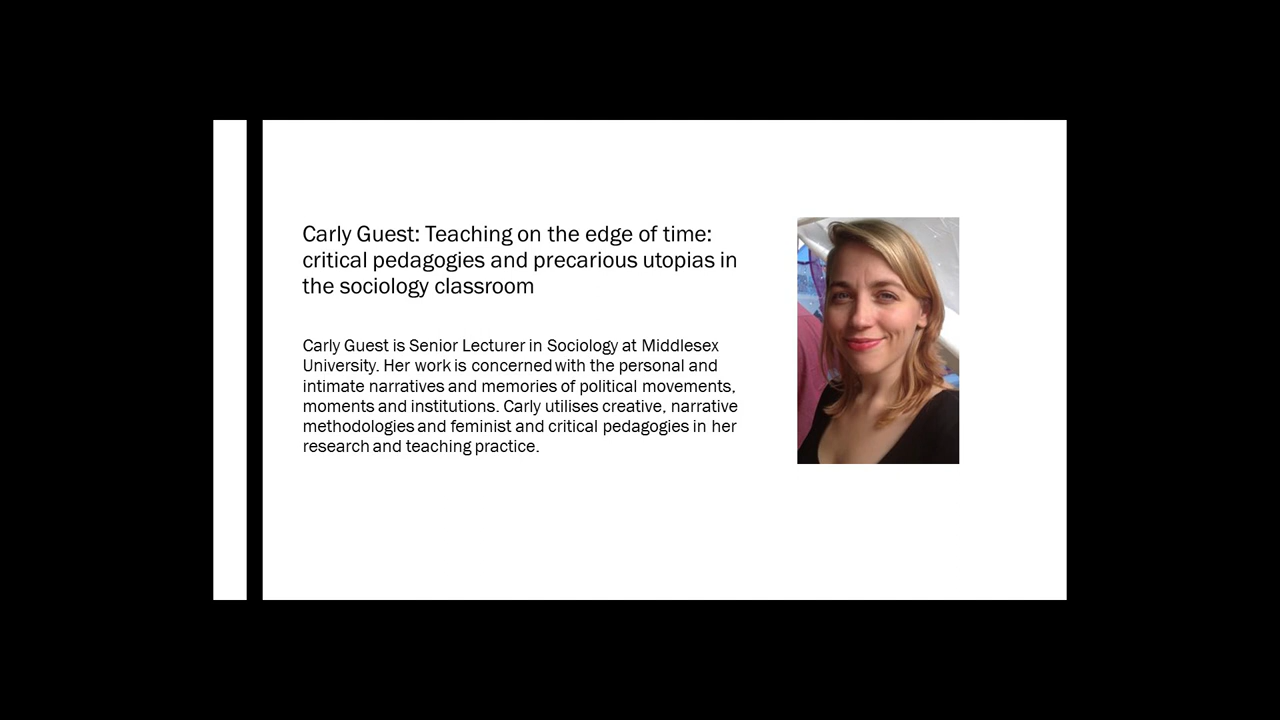 Carly Guest: Teaching on the edge of time:
critical pedagogies and precarious utopias in
the sociology classroom
Carly Guest is Senior Lecturer in Sociology at Middlesex
University. Her work is concerned with the personal and
intimate narratives and memories of political movements,
moments and institutions. Carly utilises creative, narrative
methodologies and feminist and critical pedagogies in her
research and teaching practice.